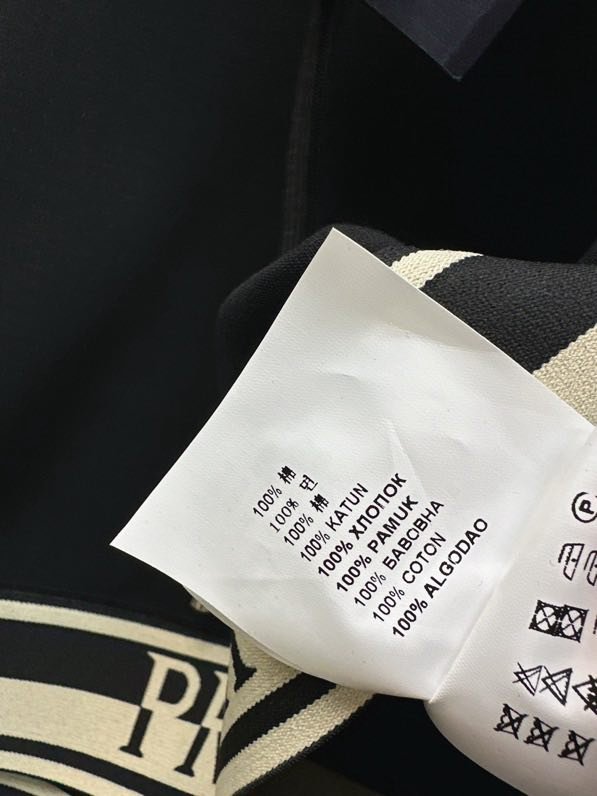 100% 棉
100% 면
100% 棉
100% KATUN
100% ХЛОПОК
100% PAMUK
100% БАВОВНА
100% COTON
100% ALGODAO
P